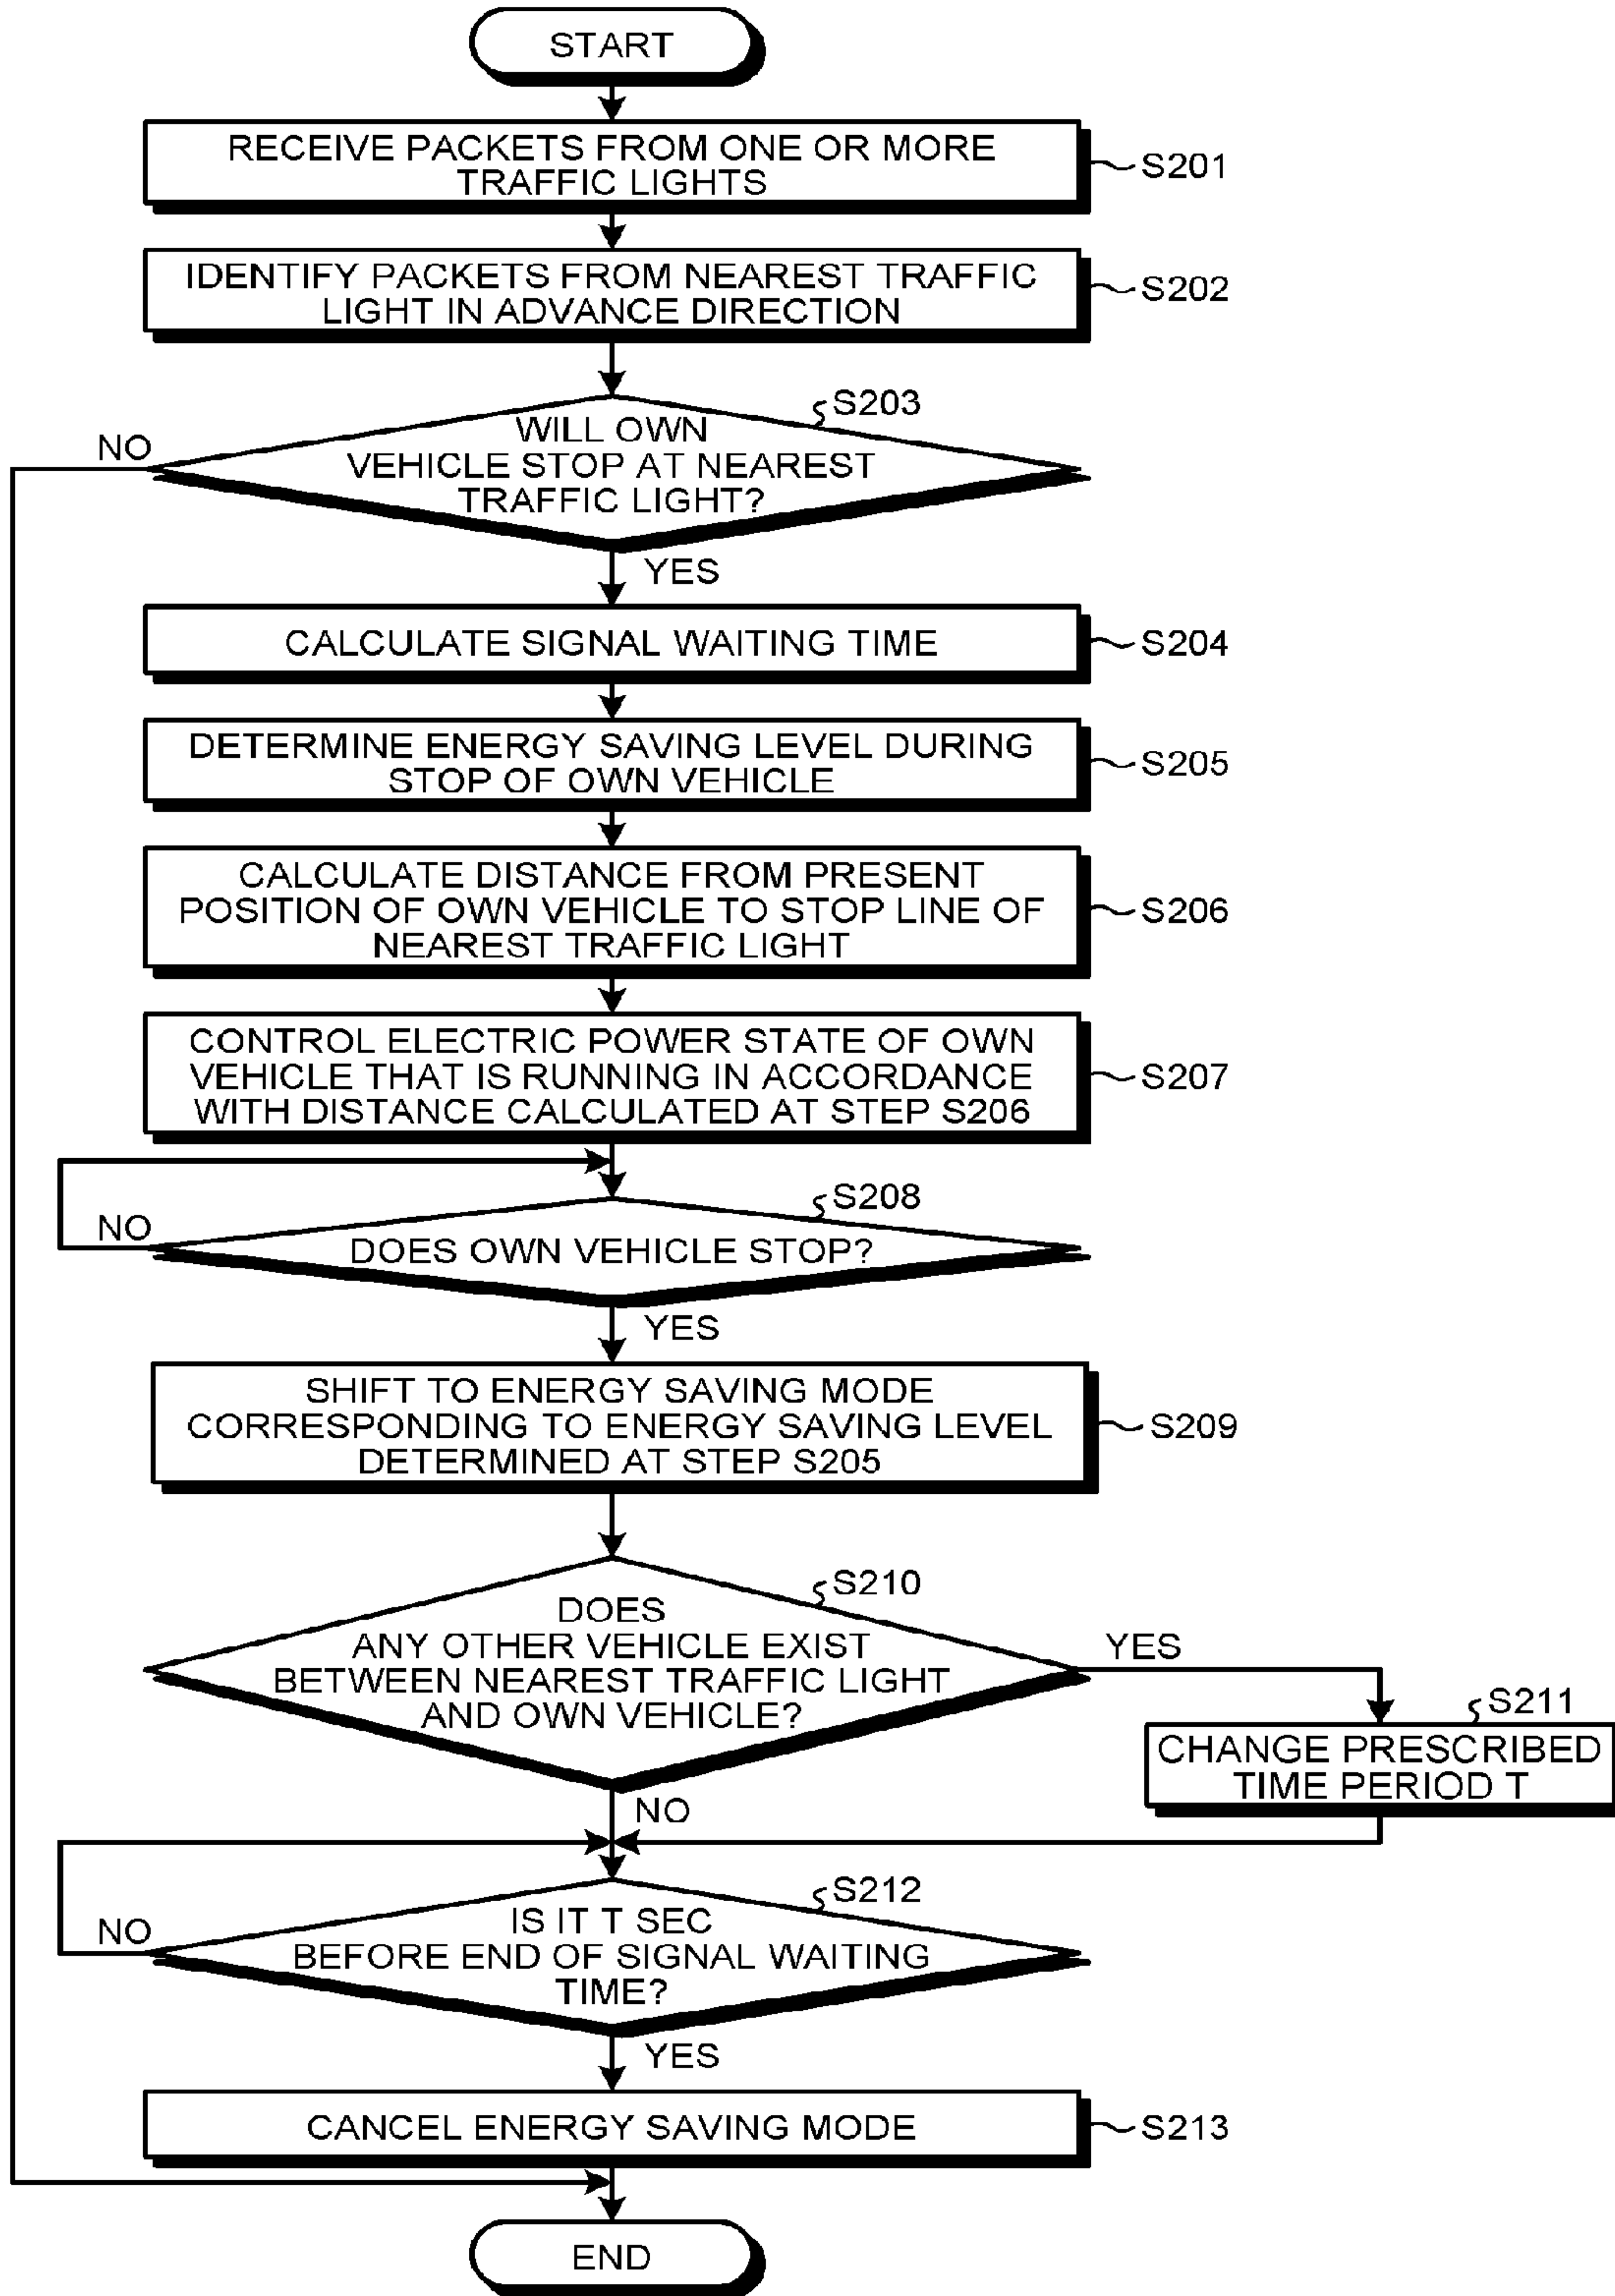 START
RECEIVE PACKETS FROM ONE OR MORE
TRAFFIC LIGHTS
S201
IDENTIFY PACKETS FROM NEAREST TRAFFIC
LIGHT IN ADVANCE DIRECTION
S202
S203
WILL OWN
VEHICLE STOP AT NEAREST
TRAFFIC LIGHT?
NO
YES
CALCULATE SIGNAL WAITING TIME
S204
DETERMINE ENERGY SAVING LEVEL DURING
STOP OF OWN VEHICLE
S205
CALCULATE DISTANCE FROM PRESENT
POSITION OF OWN VEHICLE TO STOP LINE OF
NEAREST TRAFFIC LIGHT
S206
CONTROL ELECTRIC POWER STATE OF OWN
VEHICLE THAT IS RUNNING IN ACCORDANCE
WITH DISTANCE CALCULATED AT STEP S206
S207
S208
NO
DOES OWN VEHICLE STOP?
YES
SHIFT TO ENERGY SAVING MODE
CORRESPONDING TO ENERGY SAVING LEVEL
DETERMINED AT STEP S205
S209
S210
DOES
ANY OTHER VEHICLE EXIST
BETWEEN NEAREST TRAFFIC LIGHT
AND OWN VEHICLE?
YES
S211
CHANGE PRESCRIBED
TIME PERIOD T
NO
S212
NO
IS IT T SEC
BEFORE END OF SIGNAL WAITING
TIME?
YES
CANCEL ENERGY SAVING MODE
S213
END